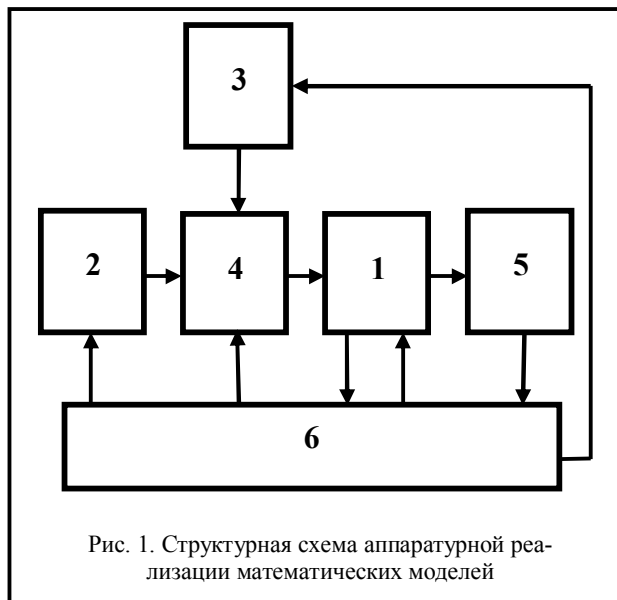 3
2 4 1 5
6
Рис. 1. Структурная схема аппаратурной реа-
лизации математических моделей